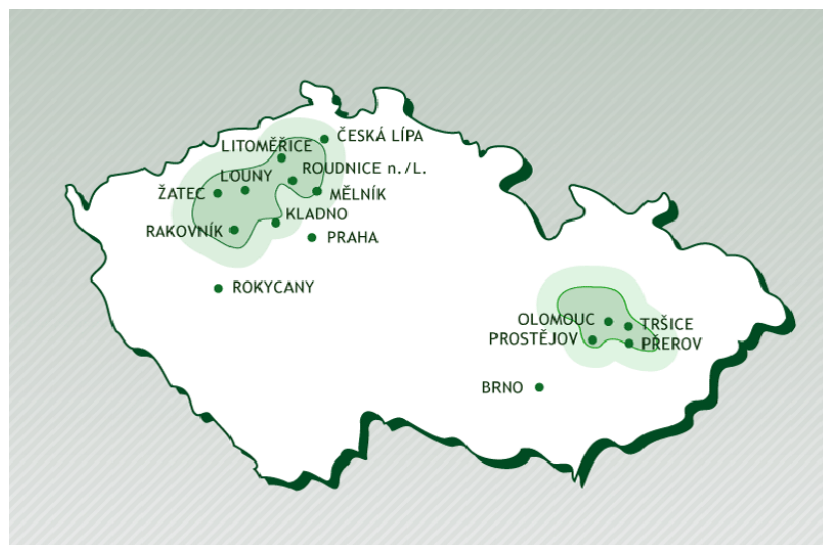 ČESKÁ LÍPA
LITOMĚŘICE
ROUDNICE n./L.
LOUNY
ŽATEC
MĚLNÍK
KLADNO
RAKOVNÍK
PRAHA
ROKYCANY
OLOMOUC
TRŠICE
PROSTĚJOV
PŘEROV
BRNO